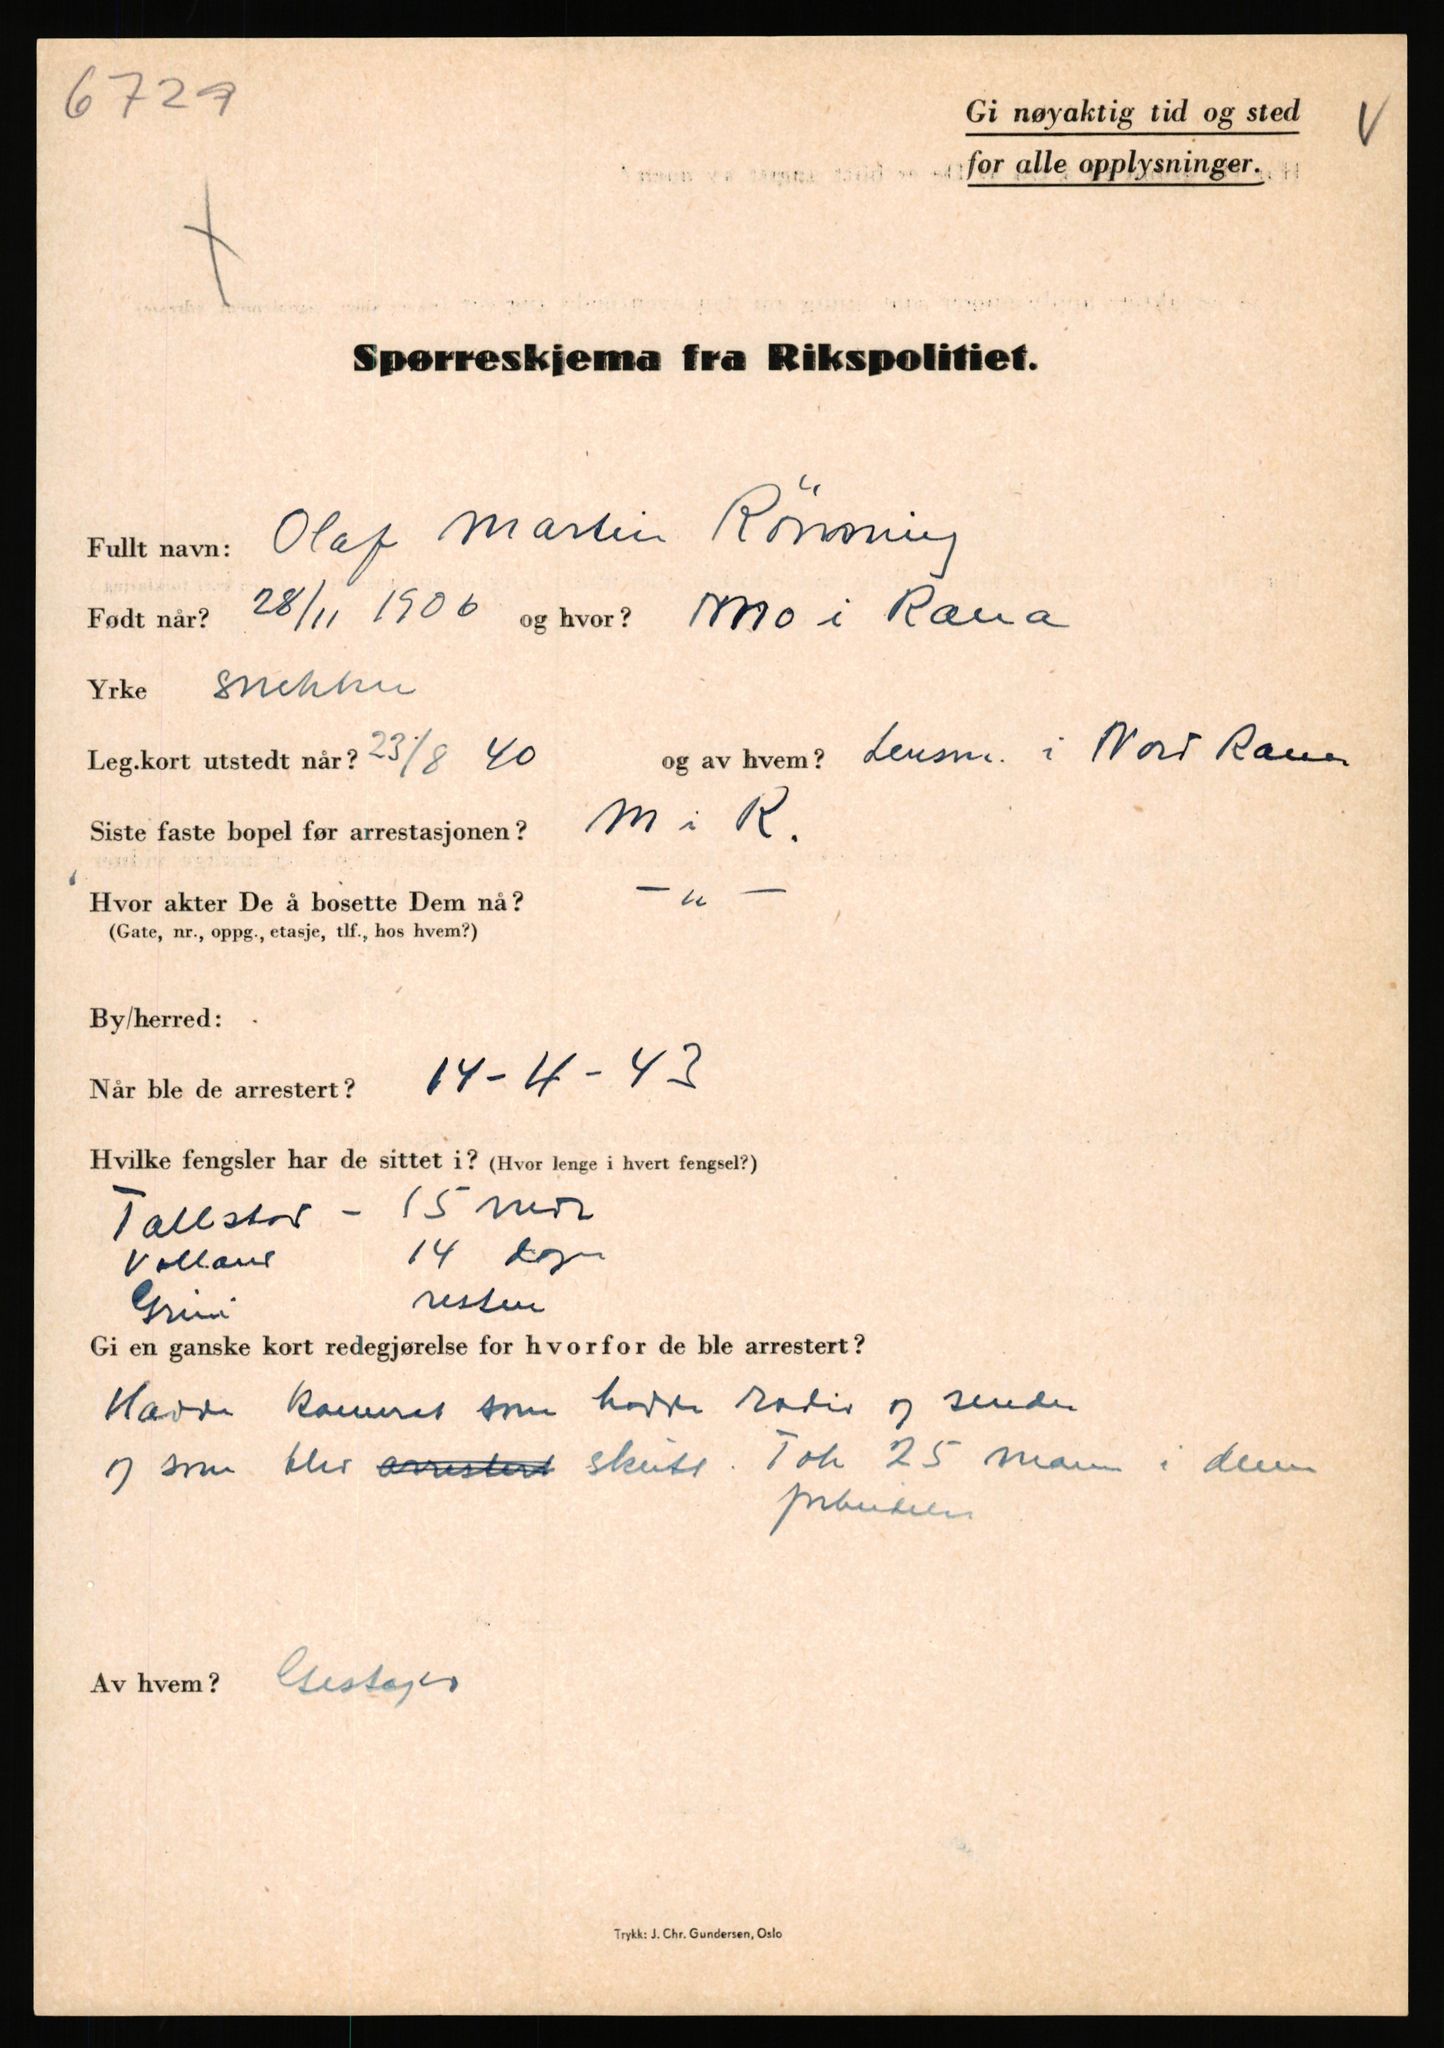 6729
Gi nøyaktig tid og sted
for alle opplysninger.
V
Spørreskjema fra Rikspolitiet.
Fullt navn: Olaf Martin Rönning
Født når? 28/11 1906 og hvor? Mo i Rana
Yrke snekker
Leg.kort utstedt når? 23/8 40 og av hvem? Lensm. i Nord Rana
Siste faste bopel før arrestasjonen? M i R.
Hvor akter De å bosette Dem nå? — " —
(Gate, nr., oppg., etasje, tlf., hos hvem?)
By/herred:
Når ble de arrestert? 14-4-43
Hvilke fengsler har de sittet i? (Hvor lenge i hvert fengsel?)
Fallstad - 15 mdr
Vollan 14 dager
Grini resten
Gi en ganske kort redegjørelse for hvorfor de ble arrestert?
Hadde kamerat som hadde radio og sender
og som blev arrestert skutt. Tok 25 mann i den
forbindelse
Av hvem? Gestapo
Trykk: J. Chr. Gundersen, Oslo